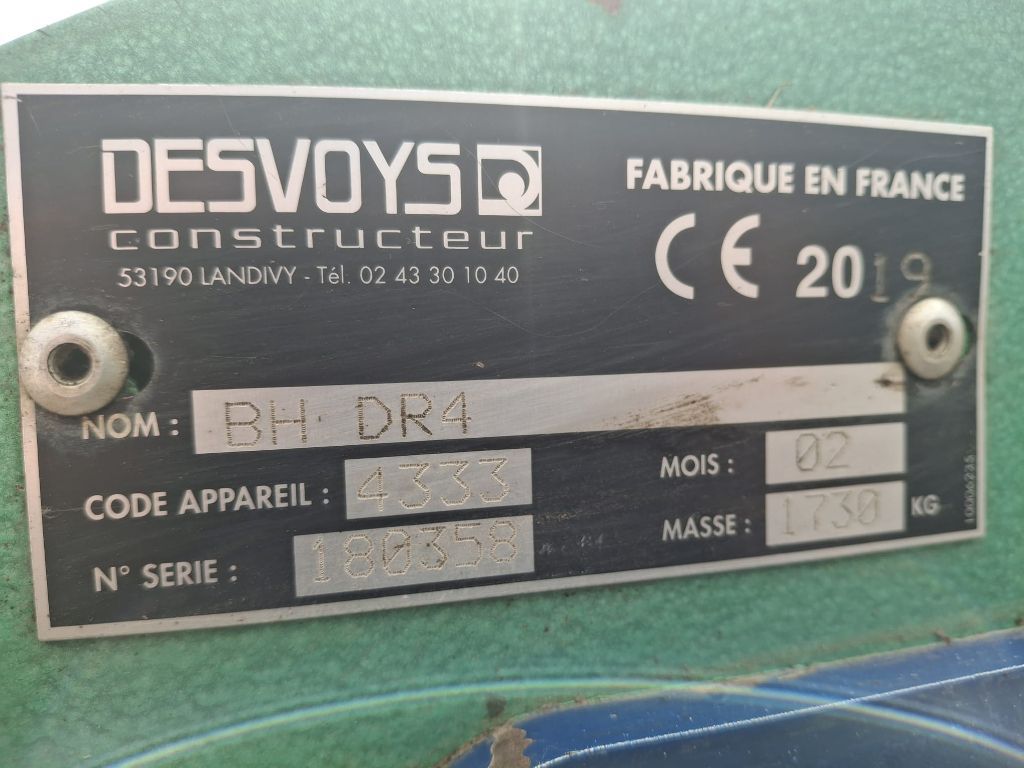 DESVOYS
constructeur
53190 LANDIVY - Tél. 02 43 30 10 40
FABRIQUE EN FRANCE
CE 2019
NOM : BH DR4
CODE APPAREIL : 4333
N° SERIE : 180358
MOIS : 02
MASSE : 1730 KG
10006235